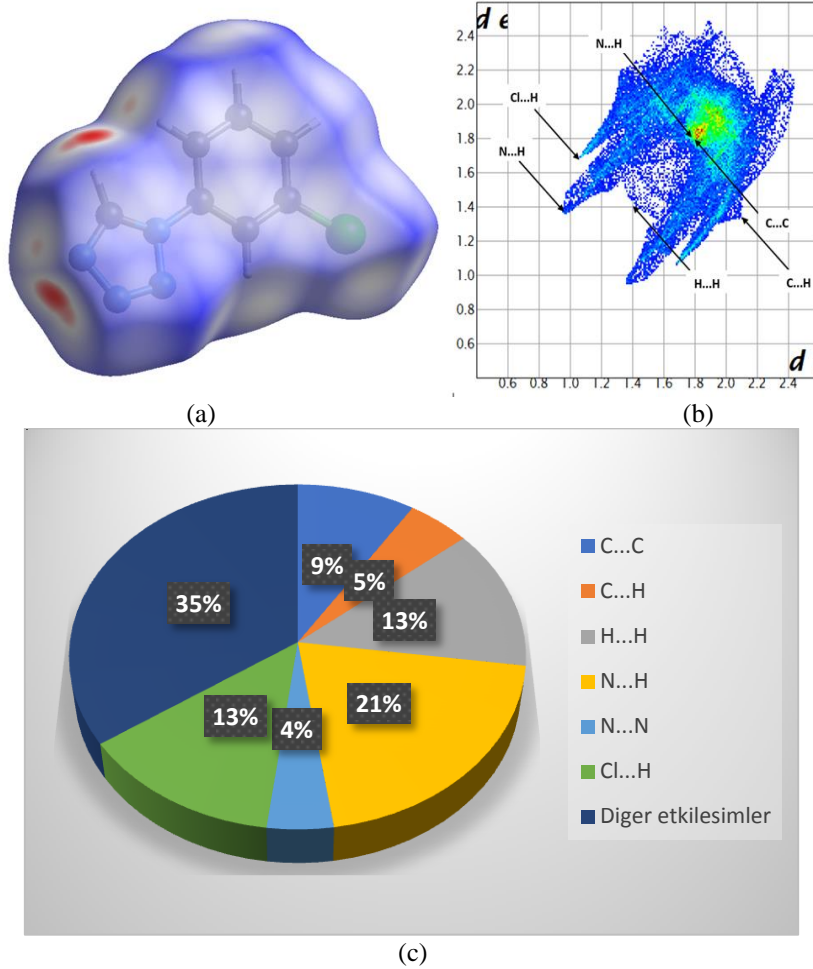 d e
2.4
2.2
2.0
1.8
1.6
1.4
1.2
1.0
0.8
0.6
N...H
Cl...H
N...H
C...C
C...H
H...H
d
0.6 0.8 1.0 1.2 1.4 1.6 1.8 2.0 2.2 2.4
(a)
(b)
9%
5%
13%
21%
4%
13%
35%
C...C
C...H
H...H
N...H
N...N
Cl...H
Diger etkilesimler
(c)